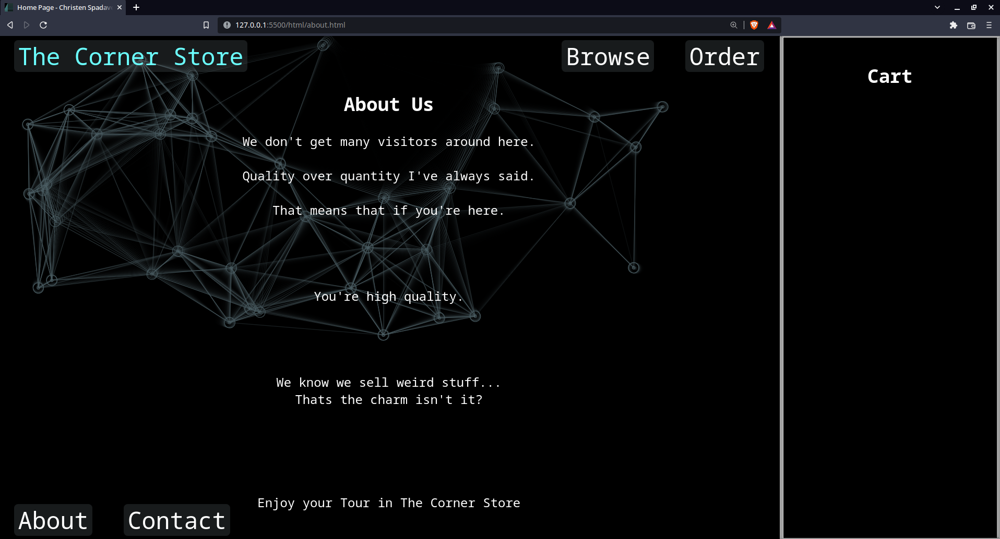 Home Page - Christen Spadav
127.0.0.1:5500/html/about.html
The Corner Store
Browse
Order
Cart
About Us
We don't get many visitors around here.
Quality over quantity I've always said.
That means that if you're here.
You're high quality.
We know we sell weird stuff...
Thats the charm isn't it?
Enjoy your Tour in The Corner Store
About
Contact